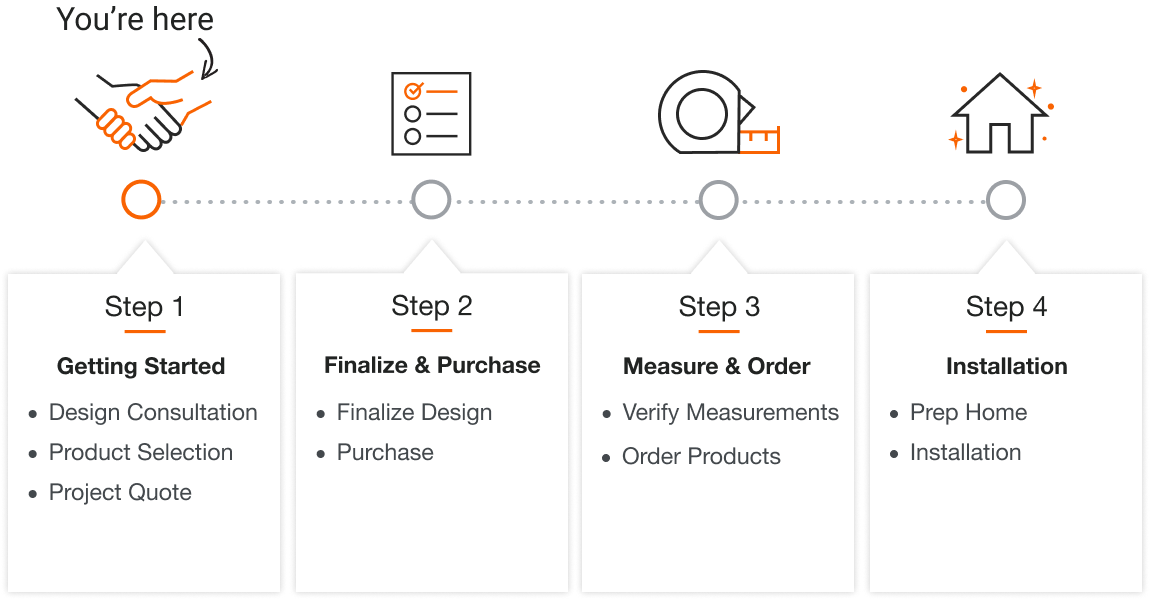 You're here
Step 1
Getting Started
• Design Consultation
• Product Selection
• Project Quote
Step 2
Finalize & Purchase
• Finalize Design
• Purchase
Step 3
Measure & Order
• Verify Measurements
• Order Products
Step 4
Installation
• Prep Home
• Installation